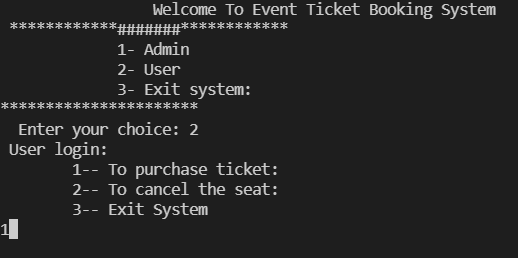 Welcome To Event Ticket Booking System
************#######************
1- Admin
2- User
3- Exit system:
**********************
Enter your choice: 2
User login:
1-- To purchase ticket:
2-- To cancel the seat:
3-- Exit System
1